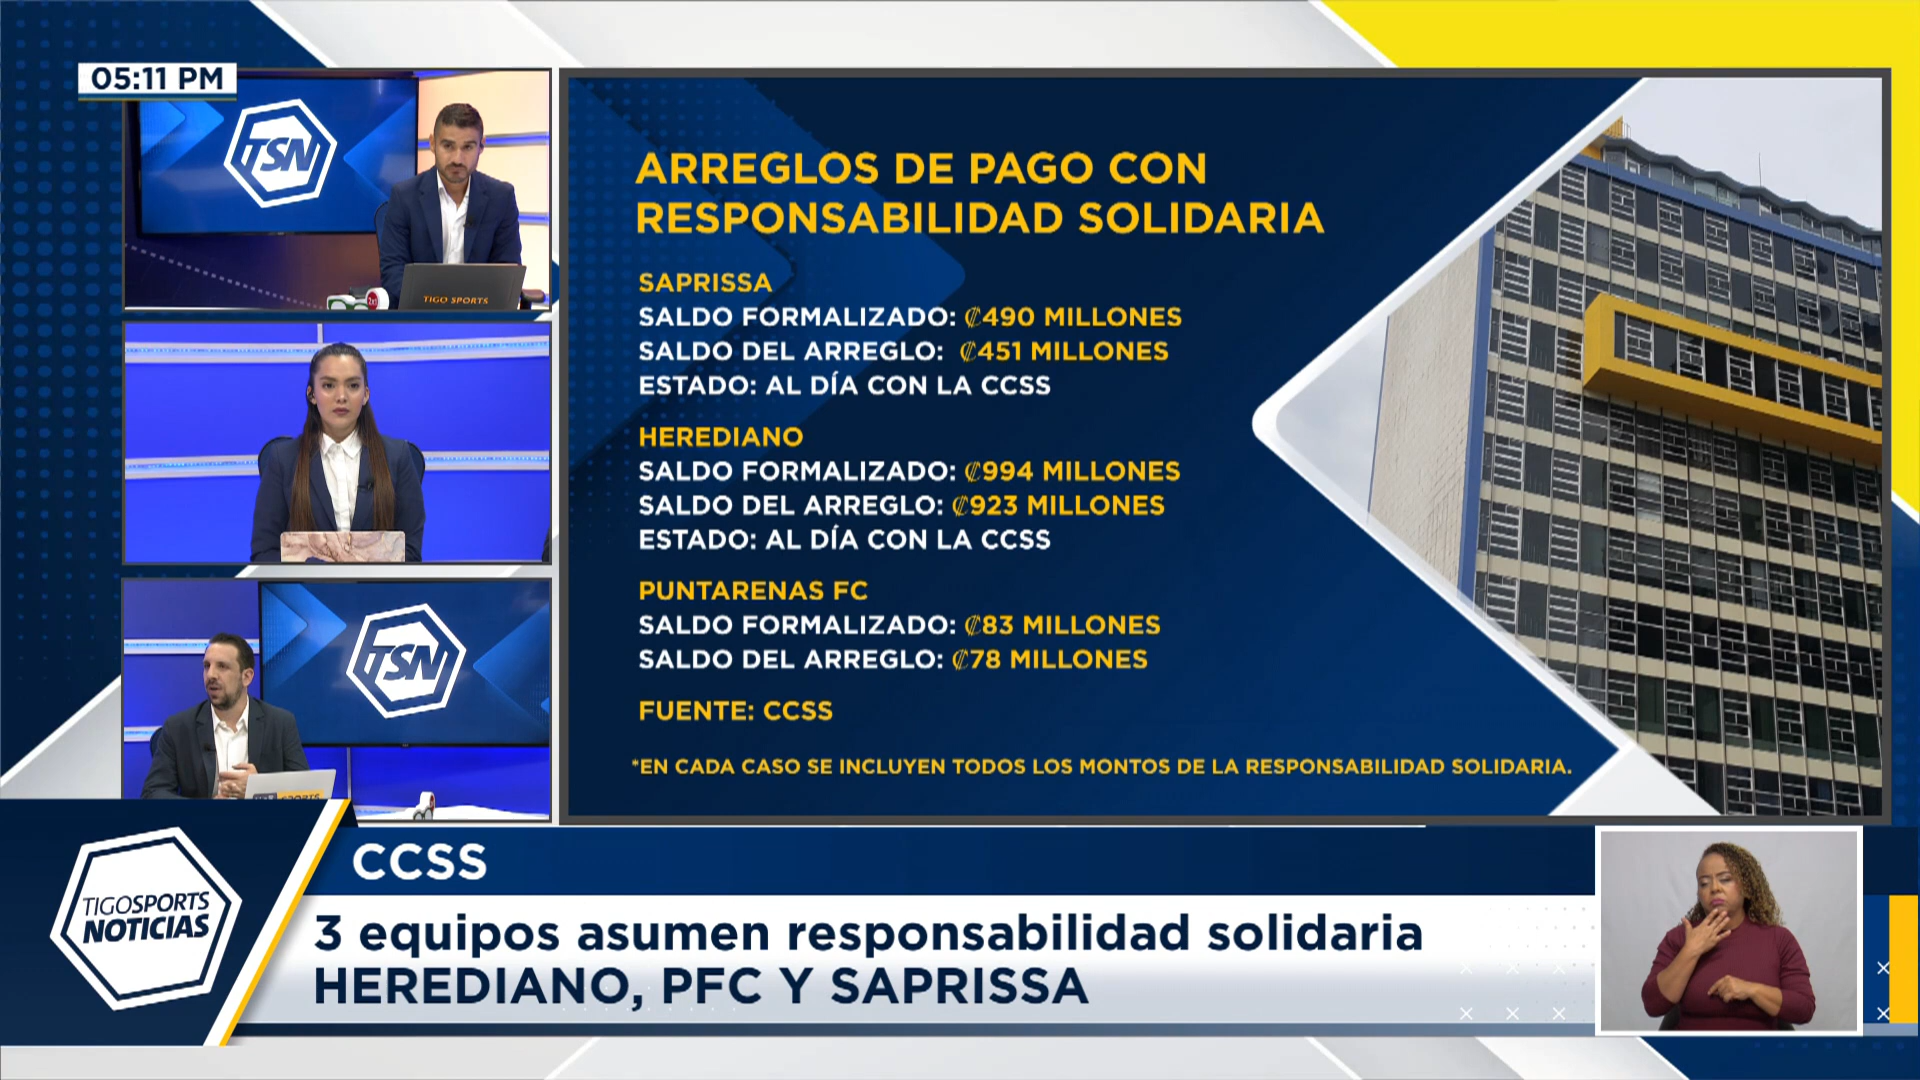 05:11 PM
TSN
TIGO SPORTS
TSN
ARREGLOS DE PAGO CON
RESPONSABILIDAD SOLIDARIA
SAPRISSA
SALDO FORMALIZADO: ₡490 MILLONES
SALDO DEL ARREGLO: ₡451 MILLONES
ESTADO: AL DÍA CON LA CCSS
HEREDIANO
SALDO FORMALIZADO: ₡994 MILLONES
SALDO DEL ARREGLO: ₡923 MILLONES
ESTADO: AL DÍA CON LA CCSS
PUNTARENAS FC
SALDO FORMALIZADO: ₡83 MILLONES
SALDO DEL ARREGLO: ₡78 MILLONES
FUENTE: CCSS
*EN CADA CASO SE INCLUYEN TODOS LOS MONTOS DE LA RESPONSABILIDAD SOLIDARIA.
TIGOSPORTS
NOTICIAS
CCSS
3 equipos asumen responsabilidad solidaria
HEREDIANO, PFC Y SAPRISSA